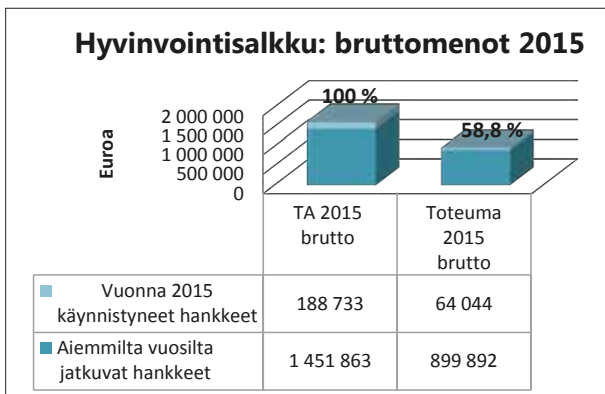 Hyvinvointisalkku: bruttomenot 2015
100 %
58,8 %
Euroa
2 000 000
1 500 000
1 000 000
500 000
0
TA 2015
brutto
Toteuma
2015
brutto
Vuonna 2015
käynnistyneet hankkeet
188 733
64 044
Aiemmilta vuosilta
jatkuvat hankkeet
1 451 863
899 892